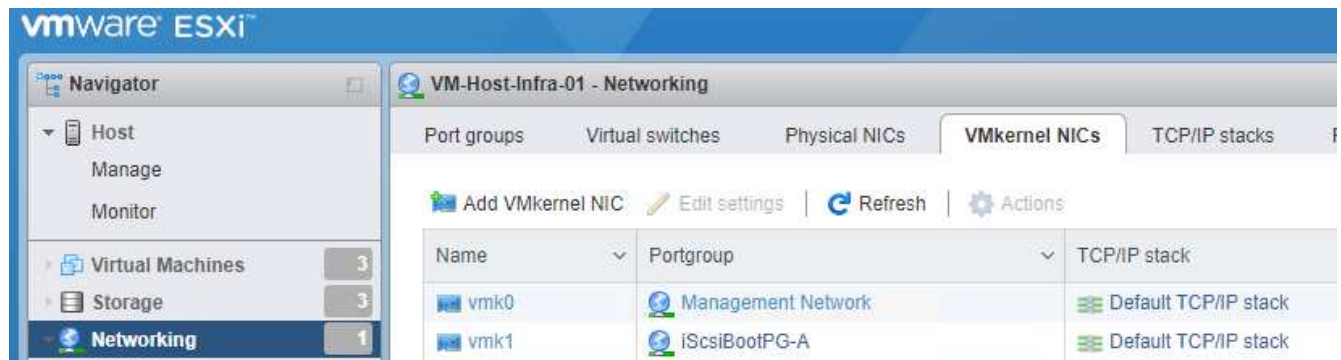 vmware ESXi™
Navigator
VM-Host-Infra-01 - Networking
Host
Manage
Monitor
Virtual Machines 3
Storage 3
Networking 1
Port groups Virtual switches Physical NICs VMkernel NICs TCP/IP stacks
Add VMkernel NIC Edit settings Refresh Actions
Name Portgroup TCP/IP stack
vmk0 Management Network Default TCP/IP stack
vmk1 iScsiBootPG-A Default TCP/IP stack